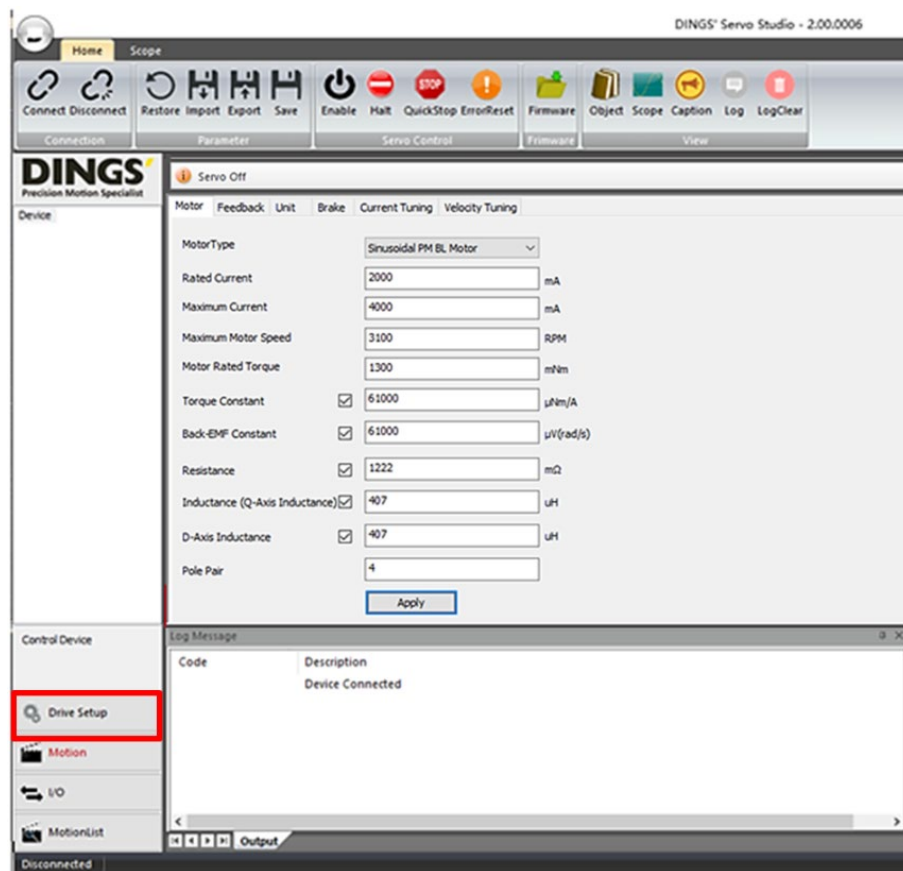 DINGS' Servo Studio - 2.00.0006
Home Scope
Connect Disconnect Restore Import Export Save Enable Halt QuickStop ErrorReset Firmware Object Scope Caption Log LogClear
STOP
Connection Parameter Servo Control Frimware View
DINGS'
Precision Motion Specialist
Device
Servo Off
Motor Feedback Unit Brake Current Tuning Velocity Tuning
MotorType Sinusoidal PM BL Motor
Rated Current 2000 mA
Maximum Current 4000 mA
Maximum Motor Speed 3100 RPM
Motor Rated Torque 1300 mNm
Torque Constant 61000 µNm/A
Back-EMF Constant 61000 µV(rad/s)
Resistance 1222 mΩ
Inductance (Q-Axis Inductance) 407 uH
D-Axis Inductance 407 uH
Pole Pair 4
Apply
Control Device
Drive Setup
Motion
I/O
MotionList
Log Message
Code Description
Device Connected
Output
Disconnected